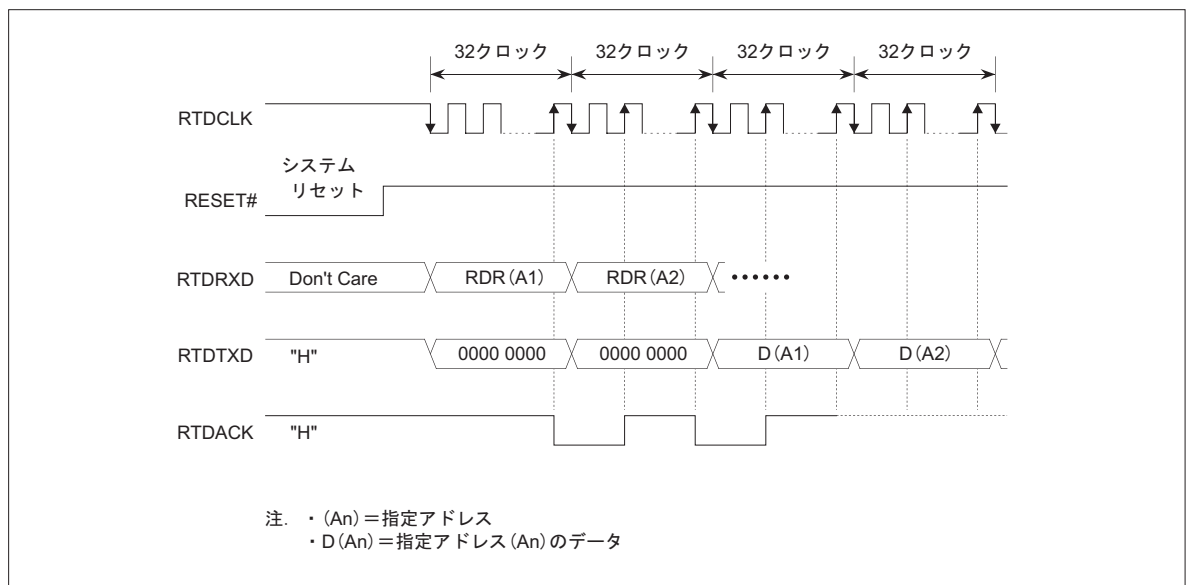 32クロック 32クロック 32クロック 32クロック
RTDCLK
システム
リセット
RESET#
RTDRXD Don't Care RDR(A1) RDR(A2) ••••••
RTDTXD "H" 0000 0000 0000 0000 D(A1) D(A2)
RTDACK "H"
注. ・(An)=指定アドレス
・D(An)=指定アドレス(An)のデータ